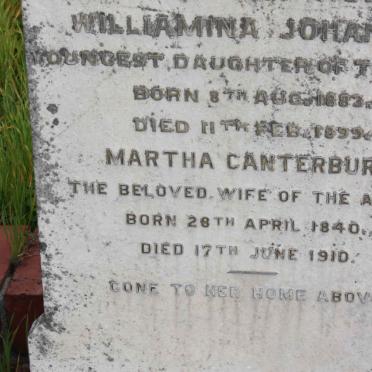 WILLIAMINA JOHAN
YOUNGEST DAUGHTER OF T
BORN 8TH AUG. 1883.
DIED 11TH FEB. 1899.
MARTHA CANTERBUR
THE BELOVED WIFE OF THE A
BORN 28TH APRIL 1840.
DIED 17TH JUNE 1910.
GONE TO HER HOME ABOVE